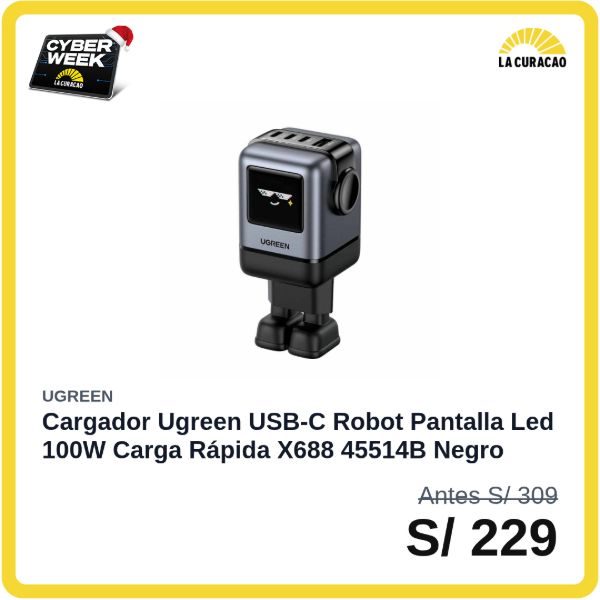 CYBER
WEEK
LA CURACAO
LA CURACAO
UGREEN
UGREEN
Cargador Ugreen USB-C Robot Pantalla Led
100W Carga Rápida X688 45514B Negro
Antes S/ 309
S/ 229